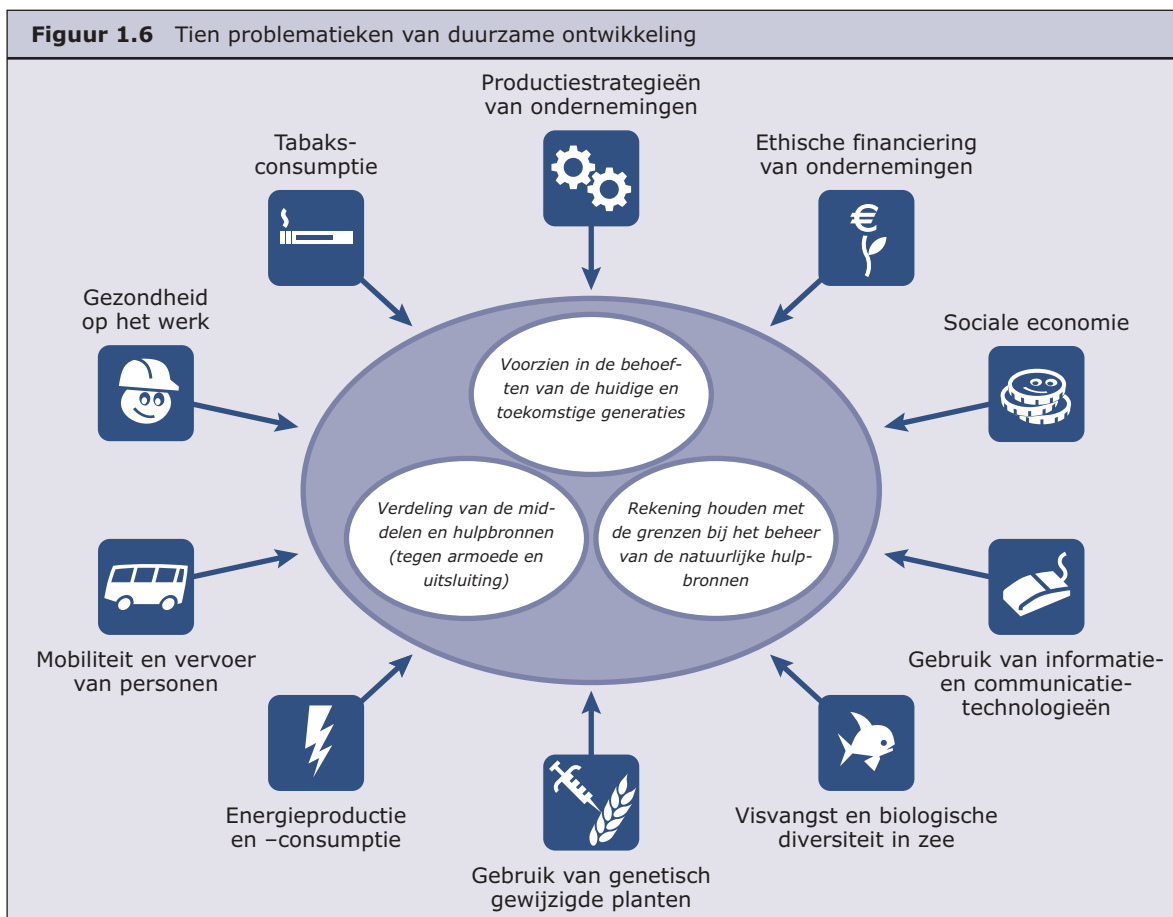 Figuur 1.6 Tien problematieken van duurzame ontwikkeling
Productiestrategieën
van ondernemingen
Tabaks-
consumptie
Ethische financiering
van ondernemingen
€
Gezondheid
op het werk
Sociale economie
Voorzien in de behoef-
ten van de huidige en
toekomstige generaties
Verdeling van de mid-
delen en hulpbronnen
(tegen armoede en
uitsluiting)
Rekening houden met
de grenzen bij het beheer
van de natuurlijke hulp-
bronnen
Mobiliteit en vervoer
van personen
Gebruik van informatie-
en communicatie-
technologieën
Energieproductie
en –consumptie
Visvangst en biologische
diversiteit in zee
Gebruik van genetisch
gewijzigde planten